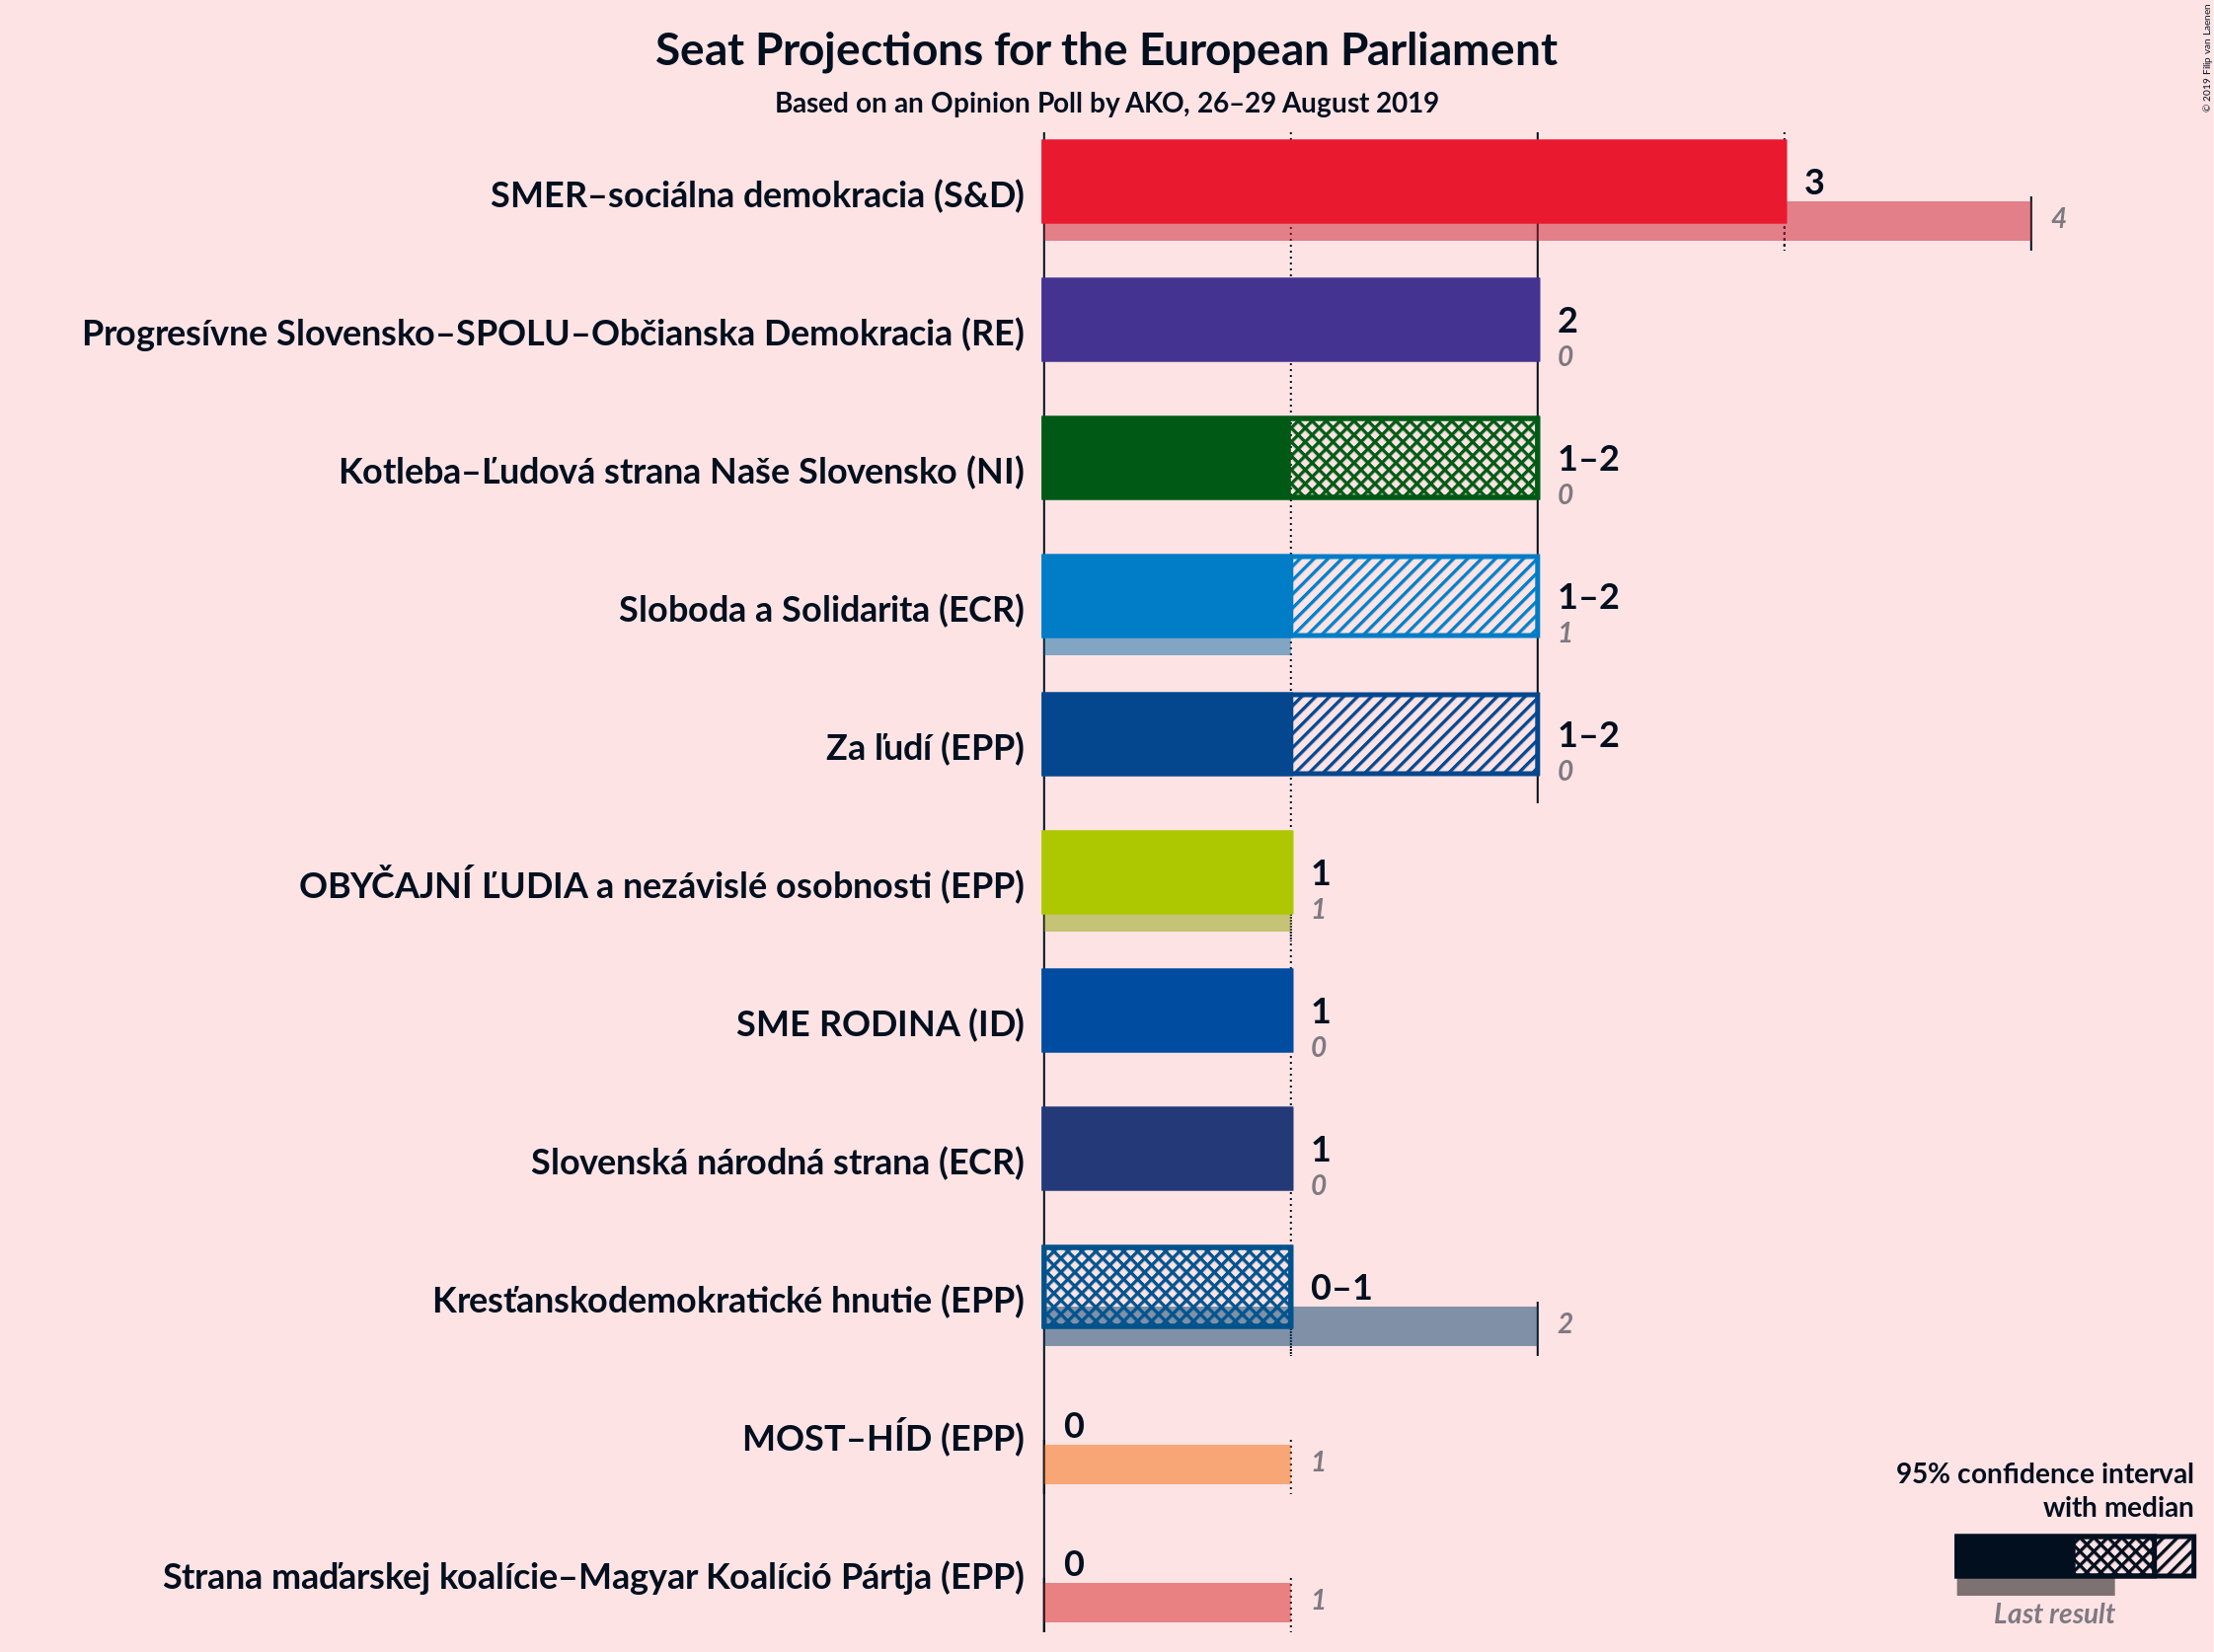 Seat Projections for the European Parliament
Based on an Opinion Poll by AKO, 26–29 August 2019
© 2019 Filip van Laenen
SMER–sociálna demokracia (S&D)
3
4
Progresívne Slovensko–SPOLU–Občianska Demokracia (RE)
2
0
Kotleba–Ľudová strana Naše Slovensko (NI)
1–2
0
Sloboda a Solidarita (ECR)
1–2
1
Za ľudí (EPP)
1–2
0
OBYČAJNÍ ĽUDIA a nezávislé osobnosti (EPP)
1
1
SME RODINA (ID)
1
0
Slovenská národná strana (ECR)
1
0
Kresťanskodemokratické hnutie (EPP)
0–1
2
MOST–HÍD (EPP)
0
1
Strana maďarskej koalície–Magyar Koalíció Pártja (EPP)
0
1
95% confidence interval
with median
Last result